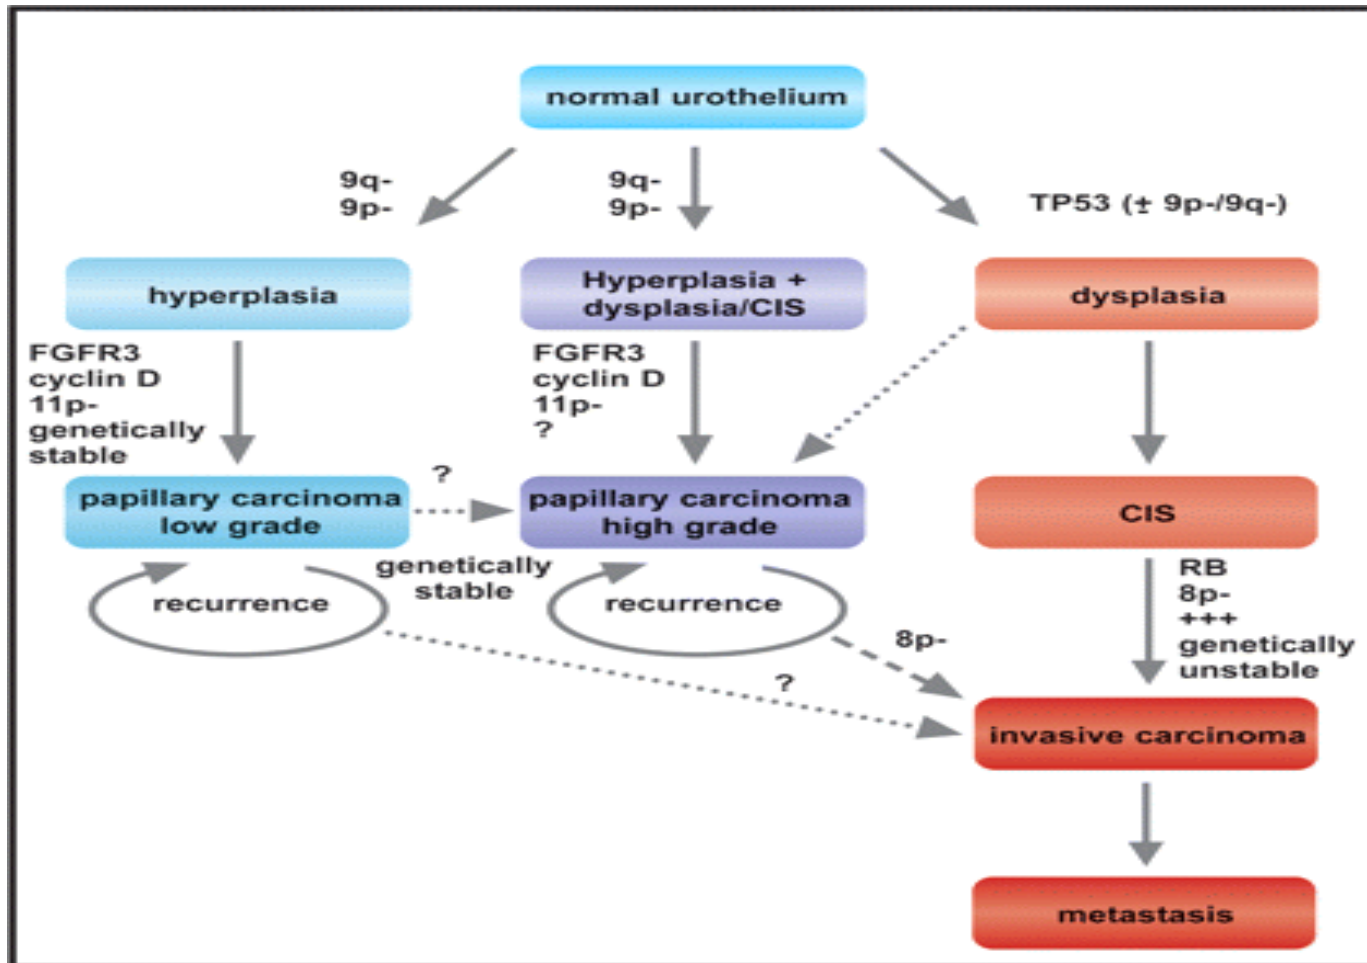 normal urothelium
9q-
9p-
9q-
9p-
TP53 (± 9p-/9q-)
hyperplasia
Hyperplasia +
dysplasia/CIS
dysplasia
FGFR3
cyclin D
11p-
genetically
stable
FGFR3
cyclin D
11p-
?
papillary carcinoma
low grade
?
papillary carcinoma
high grade
CIS
recurrence
genetically
stable
recurrence
RB
8p-
+++
genetically
unstable
8p-
?
invasive carcinoma
metastasis